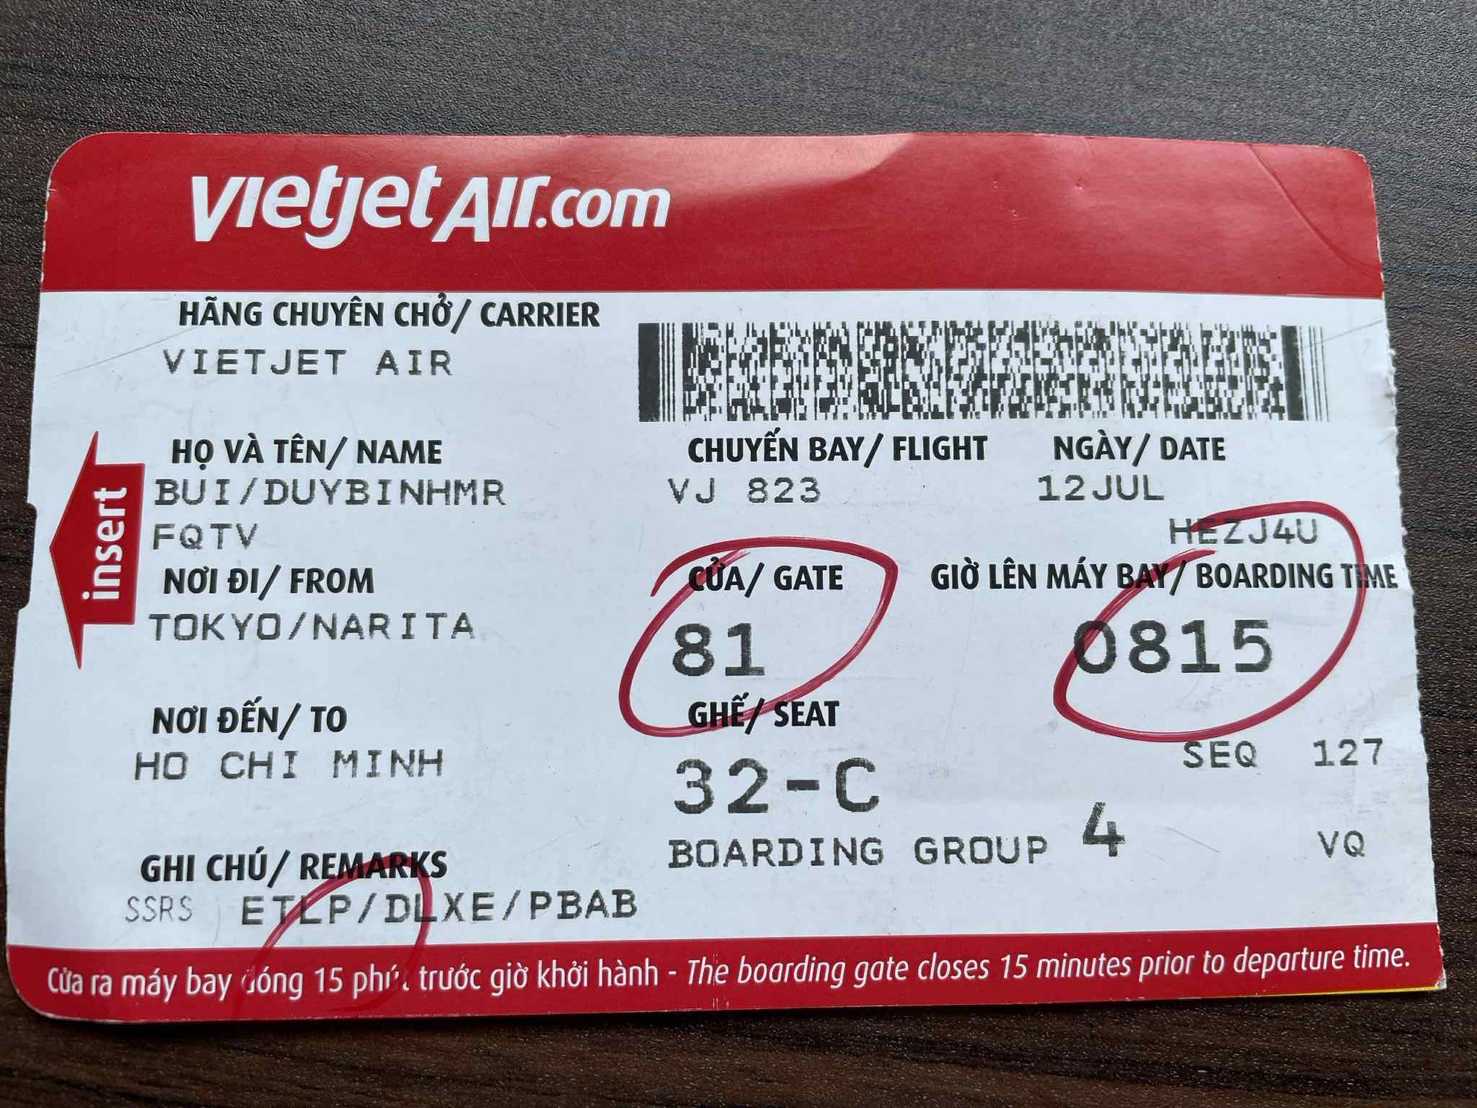 vietjetAir.com
HÃNG CHUYÊN CHỞ/ CARRIER
VIETJET AIR
HỌ VÀ TÊN/ NAME
BUI/DUYBINHMR
FQTV
CHUYẾN BAY/ FLIGHT
VJ 823
NGÀY/ DATE
12JUL
HEZJ4U
insert
NƠI ĐI/ FROM
TOKYO/NARITA
CỬA/ GATE
81
GIỜ LÊN MÁY BAY/ BOARDING TIME
0815
NƠI ĐẾN/ TO
HO CHI MINH
GHẾ/ SEAT
32-C
SEQ 127
BOARDING GROUP 4
VQ
GHI CHÚ/ REMARKS
SSRS ETLP/DLXE/PBAB
Cửa ra máy bay đóng 15 phút trước giờ khởi hành - The boarding gate closes 15 minutes prior to departure time.